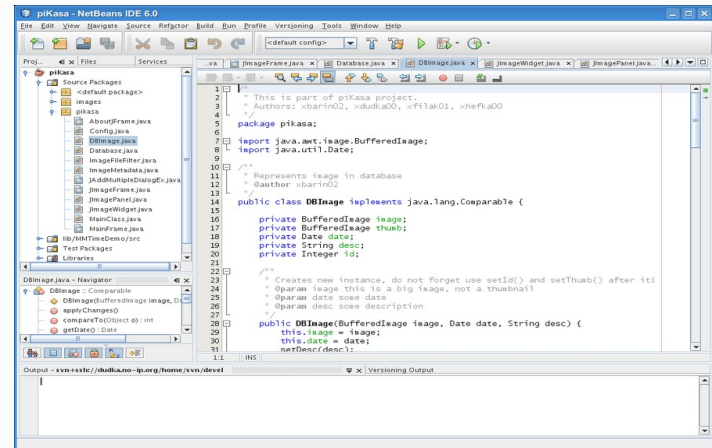 piKasa - NetBeans IDE 6.0
File Edit View Navigate Source Refactor Build Run Profile Versioning Tools Window Help
<default config>
Proj... Files Services
...va JImageFrame.java Database.java DBImage.java JImageWidget.java JImagePanel.java...
piKasa
Source Packages
<default package>
images
pikasa
AboutJFrame.java
Config.java
DBImage.java
Database.java
ImageFileFilter.java
ImageMetadata.java
JAddMultipleDialogEx.java
JImageFrame.java
JImagePanel.java
JImageWidget.java
MainClass.java
MainFrame.java
lib/MNTimeDemo/src
Test Packages
Libraries
DBImage.java - Navigator
DBImage :: Comparable
DBImage(BufferedImage image, Da
applyChanges()
compareTo(Object o) : int
getDate() : Date
1 /*
2 * This is part of piKasa project.
3 * Authors: xbarin02, xdudka00, xfilak01, xhefka00
4 */
5 package pikasa;
6
7 import java.awt.image.BufferedImage;
8 import java.util.Date;
9
10 /**
11 * Represents image in database
12 * @author xbarin02
13 */
14 public class DBImage implements java.lang.Comparable {
15
16 private BufferedImage image;
17 private BufferedImage thumb;
18 private Date date;
19 private String desc;
20 private Integer id;
21
22 /**
23 * Creates new instance, do not forget use setId() and setThumb() after it!
24 * @param image this is a big image, not a thumbnail
25 * @param date some date
26 * @param desc some description
27 */
28 public DBImage(BufferedImage image, Date date, String desc) {
29 this.image = image;
30 this.date = date;
31 setDesc(desc);
1:1 INS
Output - svn+ssh://dudka.no-ip.org/home/svn/devel Versioning Output